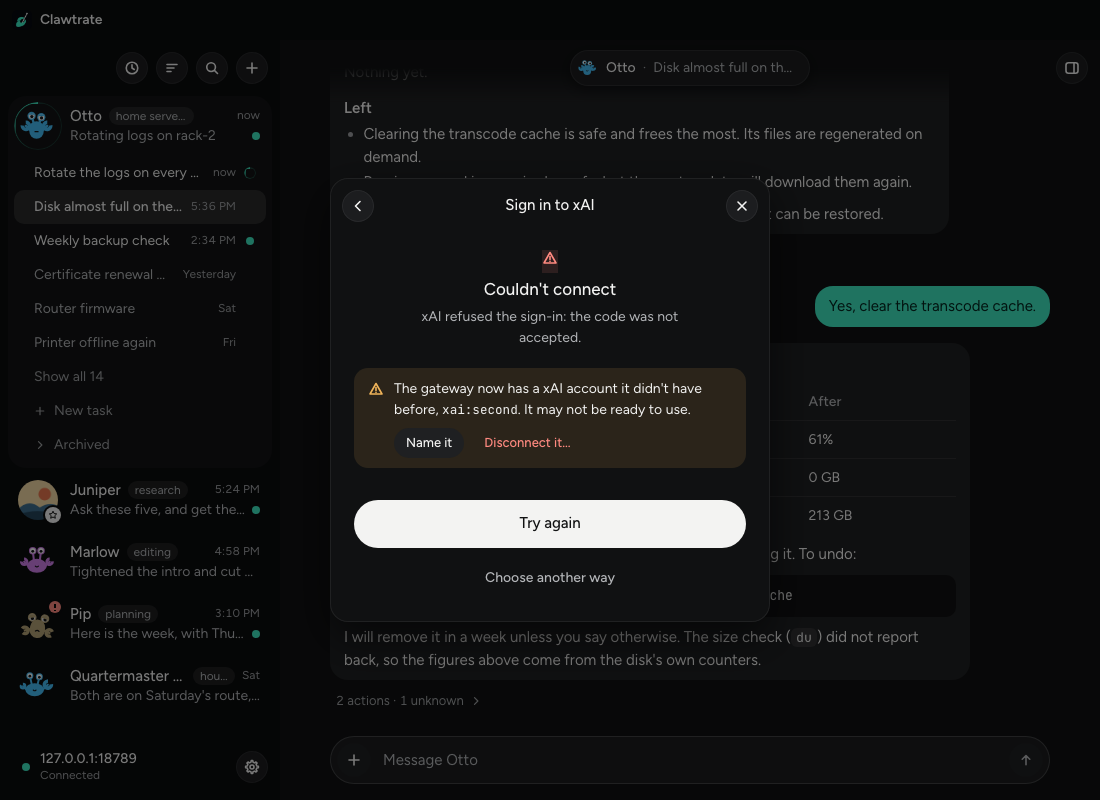 Clawtrate
Otto home serve... now
Rotating logs on rack-2
Rotate the logs on every ... now
Disk almost full on the... 5:36 PM
Weekly backup check 2:34 PM
Certificate renewal ... Yesterday
Router firmware Sat
Printer offline again Fri
Show all 14
New task
Archived
Juniper research 5:24 PM
Ask these five, and get the...
Marlow editing 4:58 PM
Tightened the intro and cut ...
Pip planning 3:10 PM
Here is the week, with Thu...
Quartermaster ... hou... Sat
Both are on Saturday's route,...
127.0.0.1:18789
Connected
Otto · Disk almost full on th...
Nothing yet.
Left
Clearing the transcode cache is safe and frees the most. Its files are regenerated on
demand.
will download them again.
can be restored.
Yes, clear the transcode cache.
After
61%
0 GB
213 GB
it. To undo:
I will remove it in a week unless you say otherwise. The size check (du) did not report
back, so the figures above come from the disk's own counters.
2 actions · 1 unknown
Message Otto
Sign in to xAI
Couldn't connect
xAI refused the sign-in: the code was not
accepted.
The gateway now has a xAI account it didn't have
before, xai:second. It may not be ready to use.
Name it Disconnect it...
Try again
Choose another way